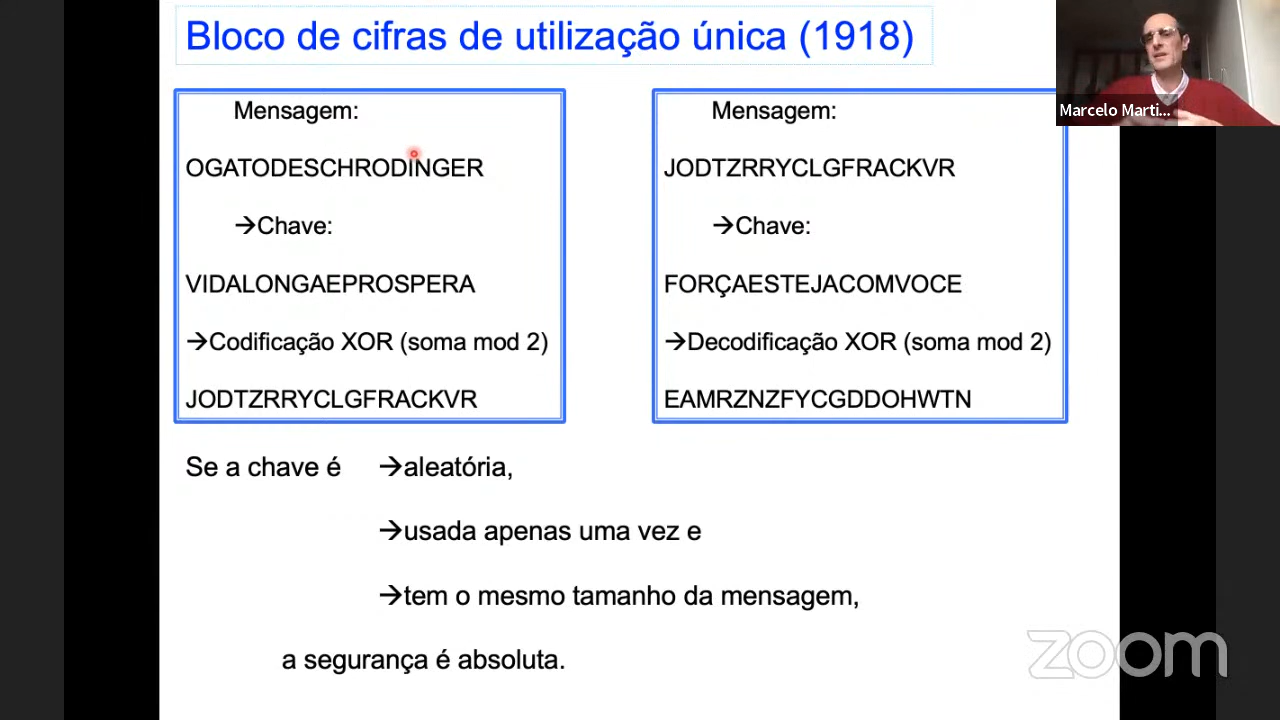 Bloco de cifras de utilização única (1918)
Mensagem:
OGATODESCHRODINGER
→Chave:
VIDALONGAEPROSPERA
→Codificação XOR (soma mod 2)
JODTZRRYCLGFRACKVR
Mensagem:
JODTZRRYCLGFRACKVR
→Chave:
FORÇAESTEJACOMVOCE
→Decodificação XOR (soma mod 2)
EAMRZNZFYCGDDOHWTN
Se a chave é →aleatória,
→usada apenas uma vez e
→tem o mesmo tamanho da mensagem,
a segurança é absoluta.
Marcelo Marti...
zoom